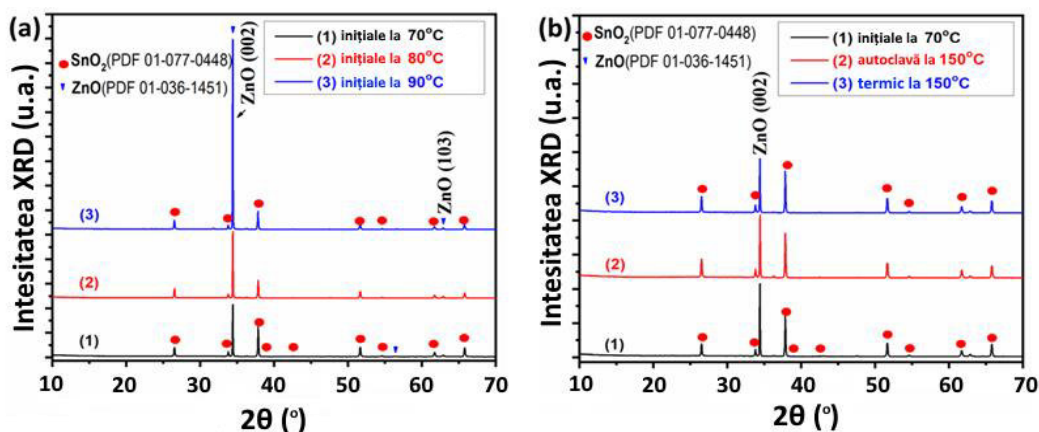 (a)
Intesitatea XRD (u.a.)
SnO₂(PDF 01-077-0448)
ZnO(PDF 01-036-1451)
ZnO (002)
(1) inițiale la 70°C
(2) inițiale la 80°C
(3) inițiale la 90°C
ZnO (103)
(3)
(2)
(1)
10 20 30 40 50 60 70
2θ (°)
(b)
Intesitatea XRD (u.a.)
SnO₂(PDF 01-077-0448)
ZnO(PDF 01-036-1451)
ZnO (002)
(1) inițiale la 70°C
(2) autoclavă la 150°C
(3) termic la 150°C
(3)
(2)
(1)
10 20 30 40 50 60 70
2θ (°)